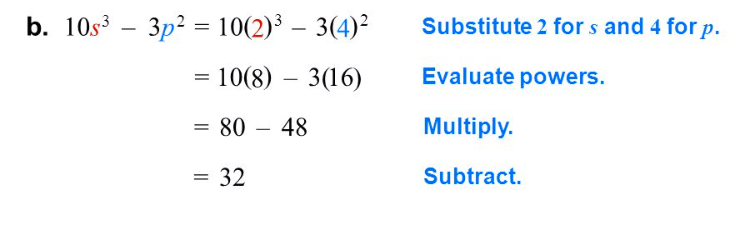 b. 10s³ – 3p² = 10(2)³ – 3(4)² Substitute 2 for s and 4 for p.
= 10(8) – 3(16) Evaluate powers.
= 80 – 48 Multiply.
= 32 Subtract.